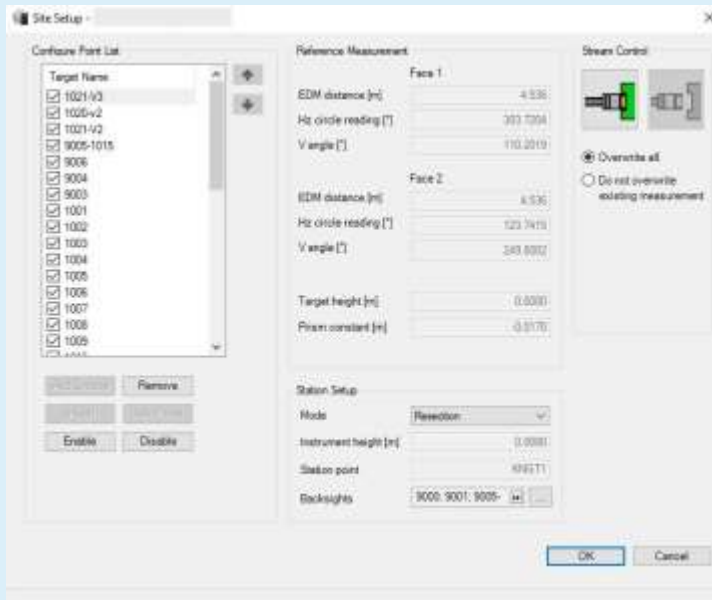 Site Setup -
Configure Point List
Target Name
1021-V3
1020-v2
1021-V2
9005-1015
9006
9004
9003
1001
1002
1003
1004
1005
1006
1007
1008
1009
Remove
Enable
Disable
Reference Measurement
Face 1
EDM distance [m] 4.536
Hz circle reading [°] 303.7204
V angle [°] 110.2019
Face 2
EDM distance [m] 4.536
Hz circle reading [°] 123.7415
V angle [°] 249.8002
Target height [m] 0.0000
Prism constant [m] -0.0170
Station Setup
Mode Resection
Instrument height [m] 0.0000
Station point KNGT1
Backsights 9000; 9001; 9005- ...
Stream Control
Overwrite all
Do not overwrite
existing measurement
OK
Cancel